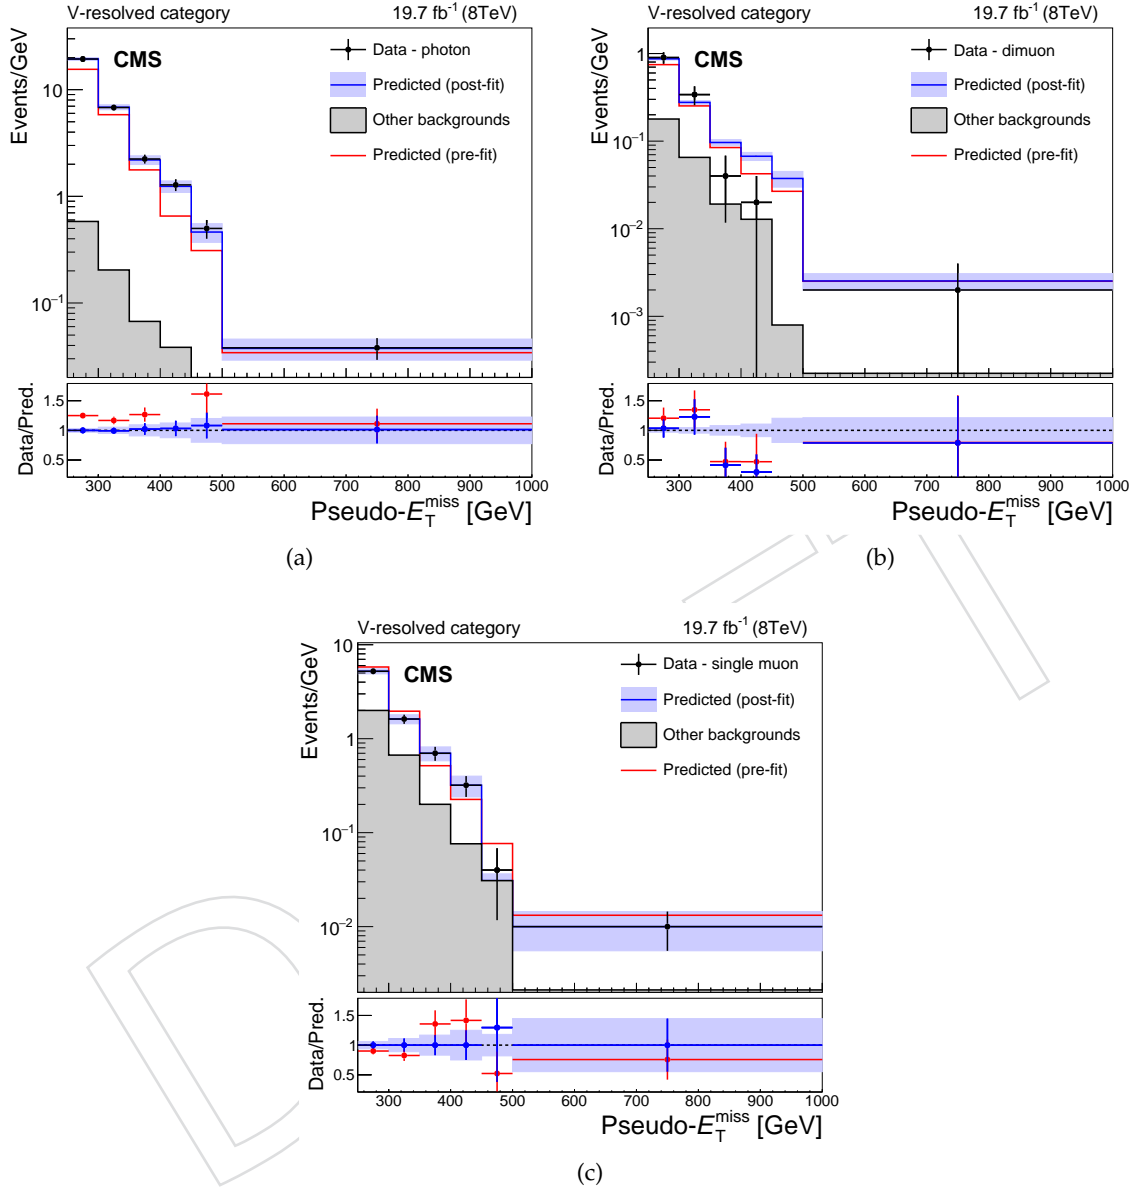 V-resolved category 19.7 fb⁻¹ (8TeV)
CMS
Data - photon
Predicted (post-fit)
Other backgrounds
Predicted (pre-fit)
Events/GeV
10
1
10⁻¹
Data/Pred.
1.5
1
0.5
300 400 500 600 700 800 900 1000
Pseudo-E_T^miss [GeV]
(a)
V-resolved category 19.7 fb⁻¹ (8TeV)
CMS
Data - dimuon
Predicted (post-fit)
Other backgrounds
Predicted (pre-fit)
Events/GeV
1
10⁻¹
10⁻²
10⁻³
Data/Pred.
1.5
1
0.5
300 400 500 600 700 800 900 1000
Pseudo-E_T^miss [GeV]
(b)
V-resolved category 19.7 fb⁻¹ (8TeV)
CMS
Data - single muon
Predicted (post-fit)
Other backgrounds
Predicted (pre-fit)
Events/GeV
10
1
10⁻¹
10⁻²
Data/Pred.
1.5
1
0.5
300 400 500 600 700 800 900 1000
Pseudo-E_T^miss [GeV]
(c)